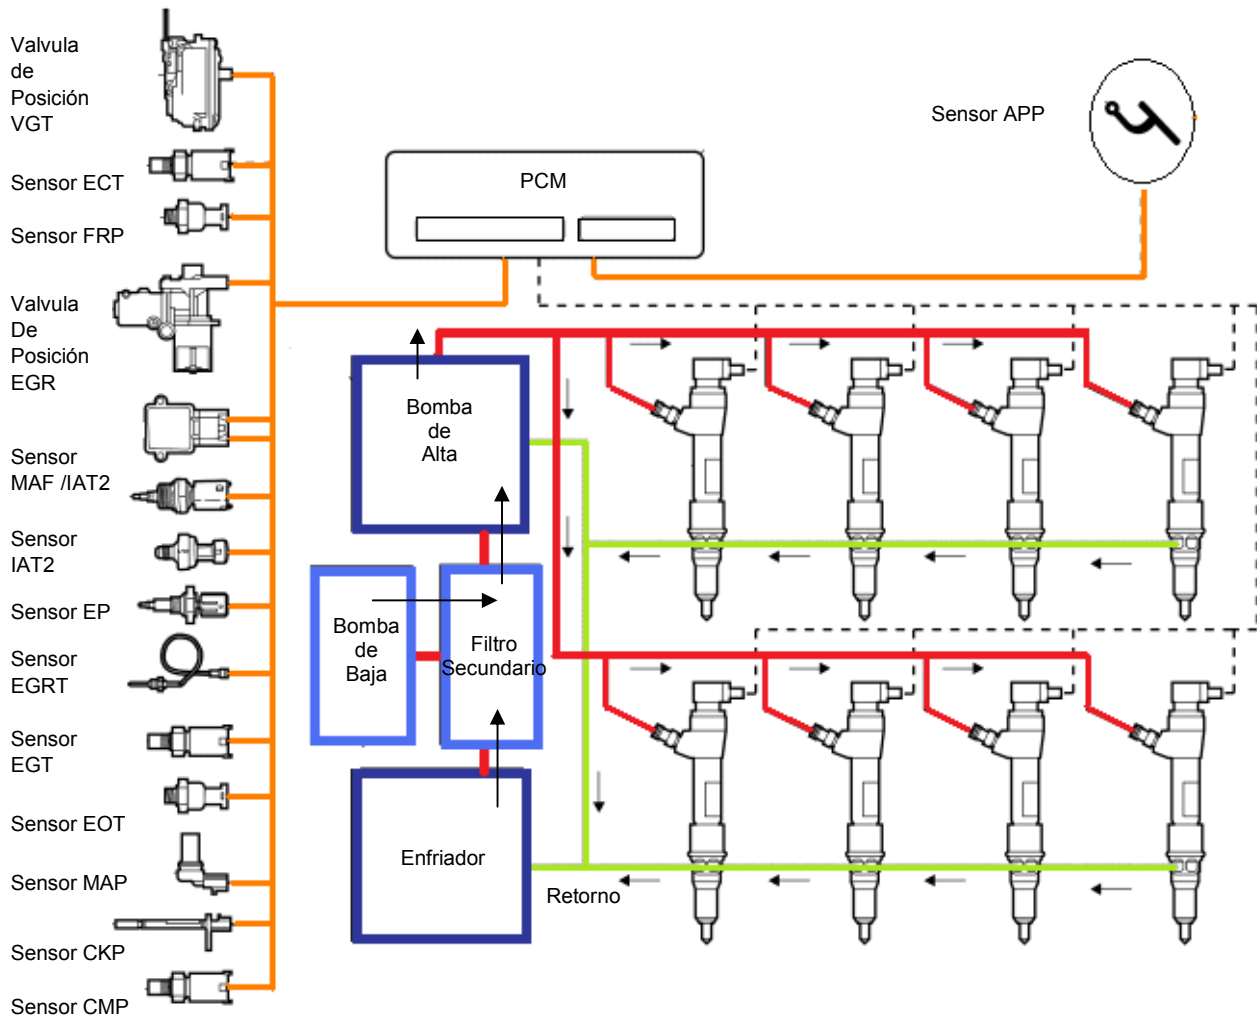 Valvula
de
Posición
VGT
Sensor ECT
Sensor FRP
Valvula
De
Posición
EGR
Sensor
MAF /IAT2
Sensor
IAT2
Sensor EP
Sensor
EGRT
Sensor
EGT
Sensor EOT
Sensor MAP
Sensor CKP
Sensor CMP
PCM
Sensor APP
Bomba
de
Alta
Bomba
de
Baja
Filtro
Secundario
Enfriador
Retorno